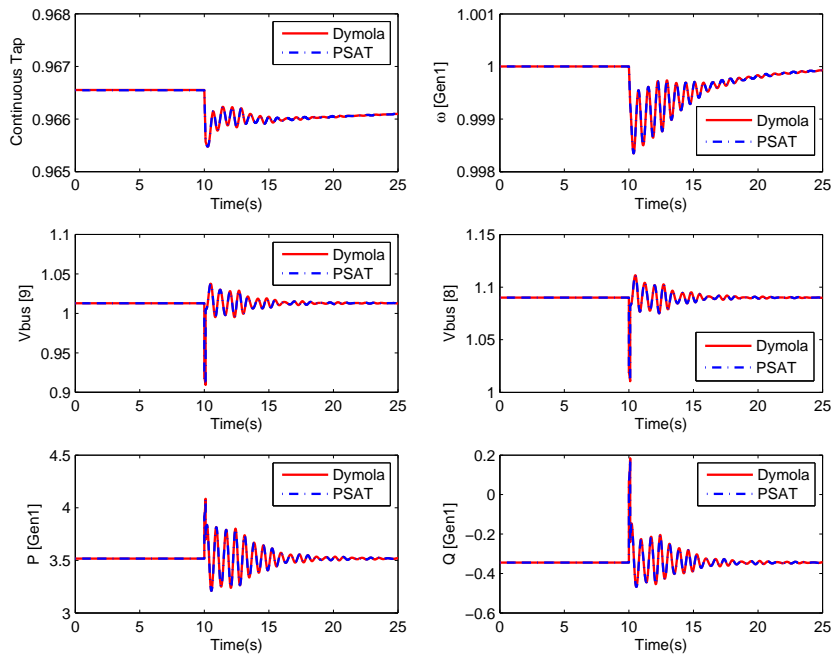 0.968
0.967
0.966
0.965
Continuous Tap
Dymola
PSAT
0 5 10 15 20 25
Time(s)
1.001
1
0.999
0.998
ω [Gen1]
Dymola
PSAT
0 5 10 15 20 25
Time(s)
1.1
1.05
1
0.95
0.9
Vbus [9]
Dymola
PSAT
0 5 10 15 20 25
Time(s)
1.15
1.1
1.05
1
Vbus [8]
Dymola
PSAT
0 5 10 15 20 25
Time(s)
4.5
4
3.5
3
P [Gen1]
Dymola
PSAT
0 5 10 15 20 25
Time(s)
0.2
0
−0.2
−0.4
−0.6
Q [Gen1]
Dymola
PSAT
0 5 10 15 20 25
Time(s)